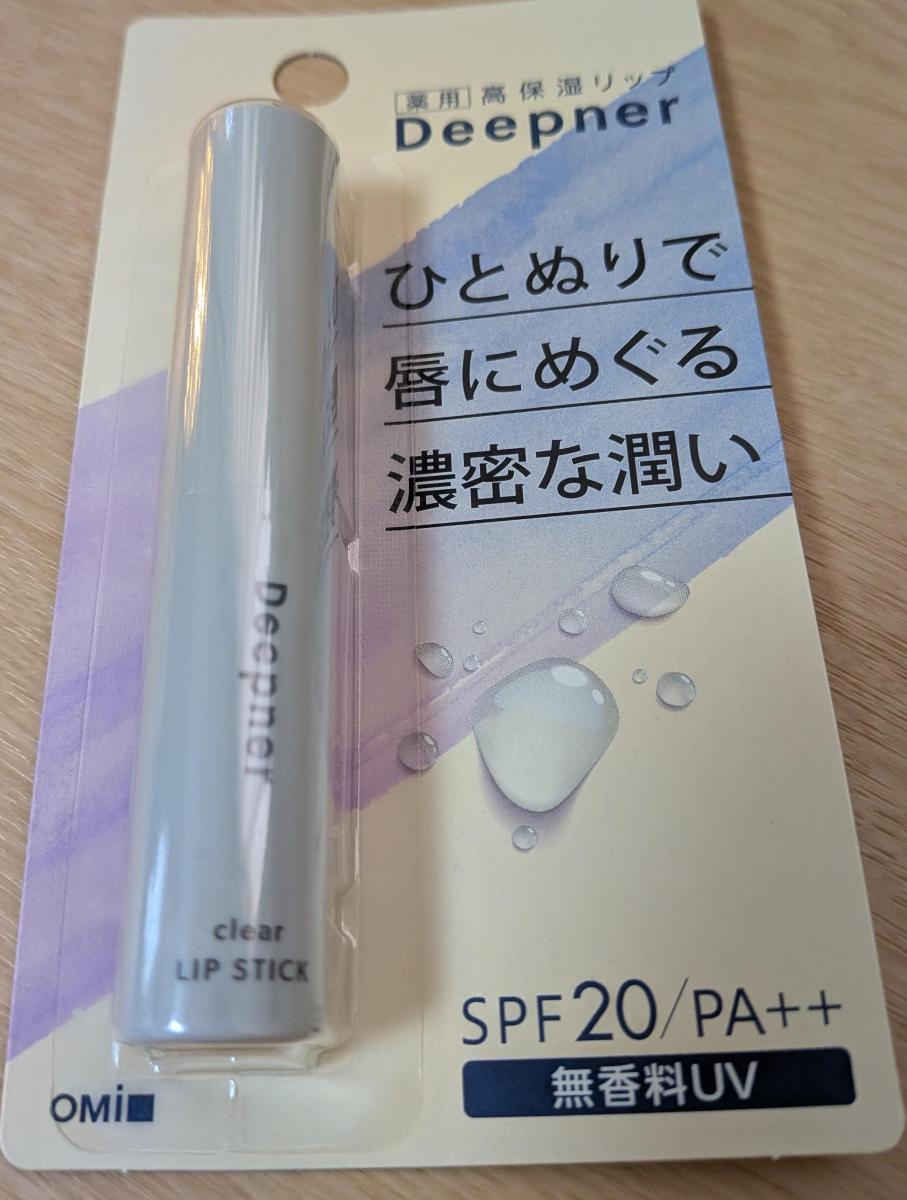 薬用 高保湿リップ
Deepner
ひとぬりで
唇にめぐる
濃密な潤い
Deepner
clear
LIP STICK
SPF20/PA++
無香料UV
OMi